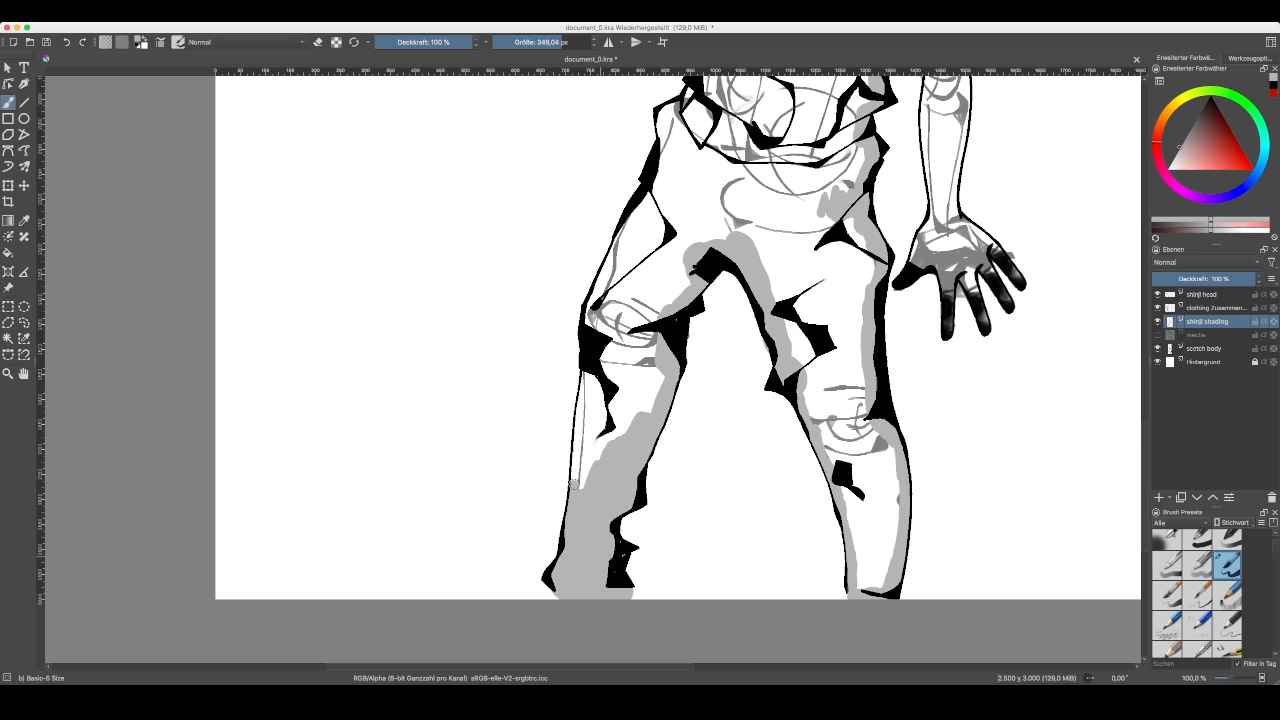 document_0.kra Wiederhergestellt (129,0 MiB) *
Normal
Deckkraft: 100 %
Größe: 349,04 px
document_0.kra *
Erweiterter Farbwä...
Werkzeugopti...
Erweiterter Farbwähler
Ebenen
Normal
Deckkraft: 100 %
shinji head
clothing Zusammen...
shinji shading
mecha
scetch body
Hintergrund
Brush Presets
Alle
Stichwort
Suchen
Filter in Tag
b) Basic-5 Size
RGB/Alpha (8-bit Ganzzahl pro Kanal) sRGB-elle-V2-srgbtrc.icc
2.500 x 3.000 (129,0 MiB)
0,00°
100,0 %